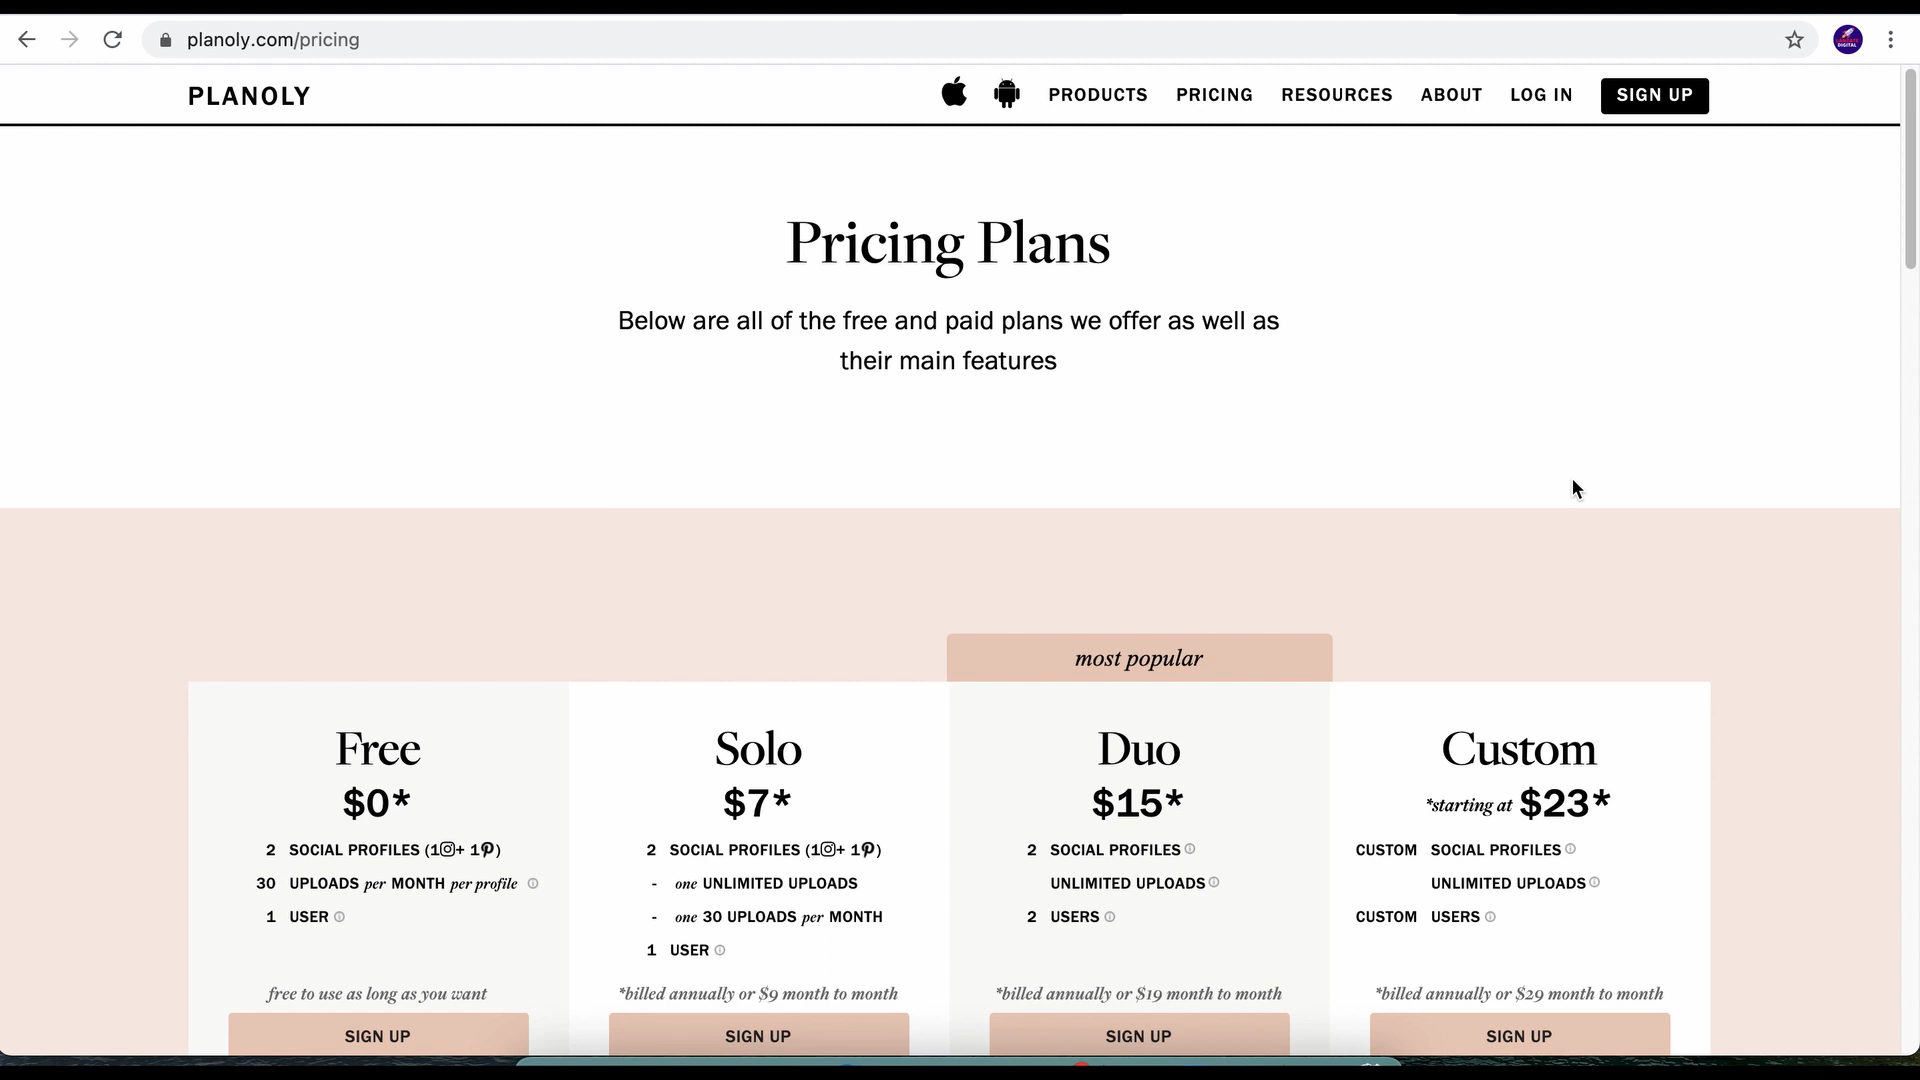 planoly.com/pricing
PLANOLY
PRODUCTS PRICING RESOURCES ABOUT LOG IN SIGN UP
Pricing Plans
Below are all of the free and paid plans we offer as well as
their main features
most popular
Free
$0*
2 SOCIAL PROFILES (1 + 1 )
30 UPLOADS per MONTH per profile
1 USER
free to use as long as you want
SIGN UP
Solo
$7*
2 SOCIAL PROFILES (1 + 1 )
- one UNLIMITED UPLOADS
- one 30 UPLOADS per MONTH
1 USER
*billed annually or $9 month to month
SIGN UP
Duo
$15*
2 SOCIAL PROFILES
UNLIMITED UPLOADS
2 USERS
*billed annually or $19 month to month
SIGN UP
Custom
*starting at $23*
CUSTOM SOCIAL PROFILES
UNLIMITED UPLOADS
CUSTOM USERS
*billed annually or $29 month to month
SIGN UP